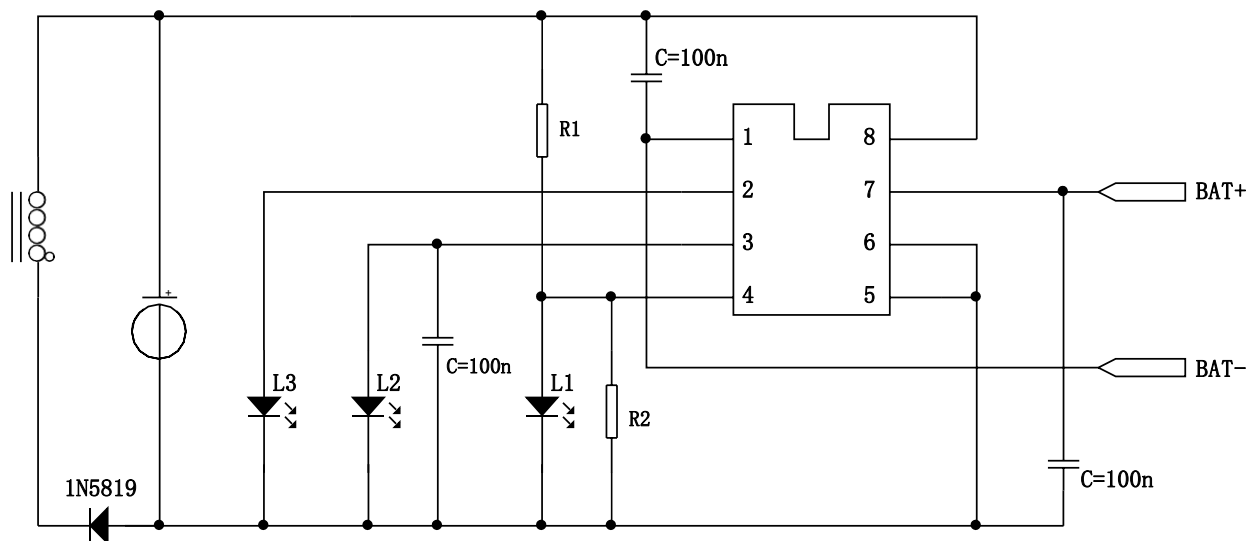 C=100n
R1
1
8
2
7
BAT+
3
6
+
4
5
C=100n
BAT-
L3
L2
L1
R2
1N5819
C=100n